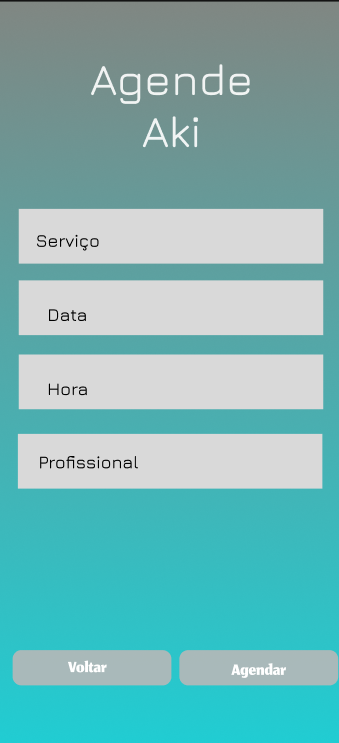 Agende
Aki
Serviço
Data
Hora
Profissional
Voltar
Agendar